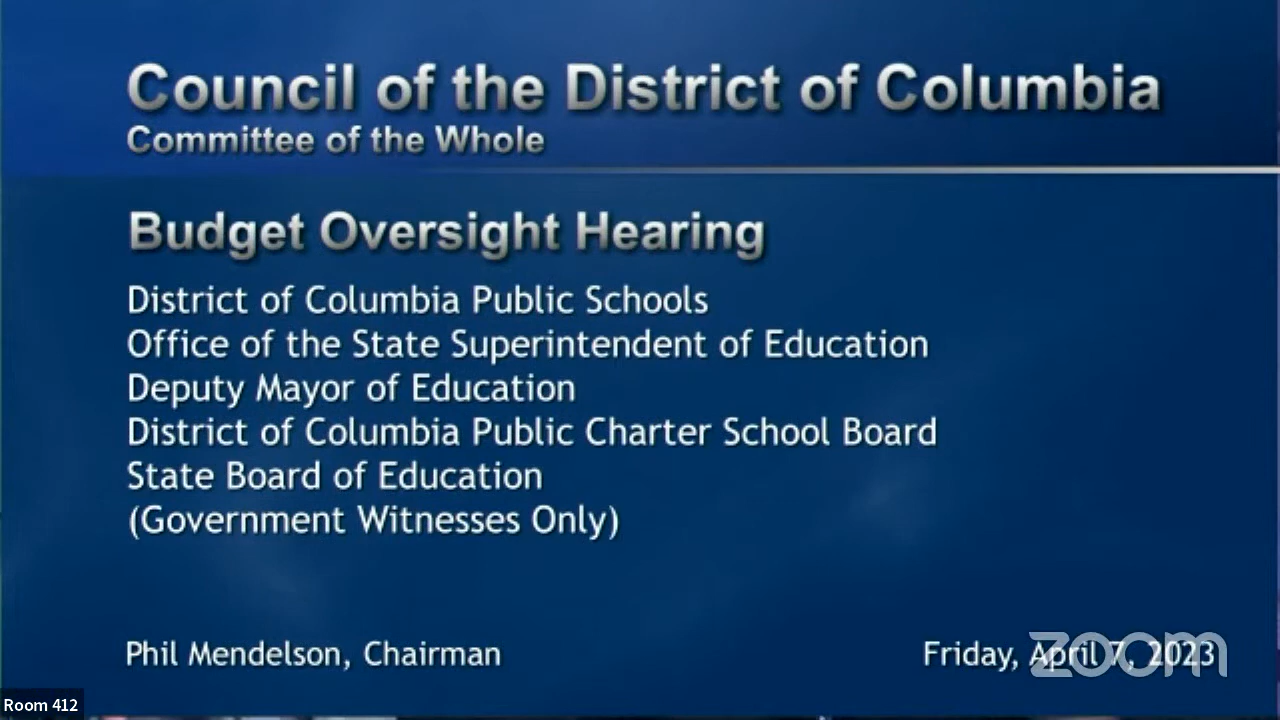 Council of the District of Columbia
Committee of the Whole
Budget Oversight Hearing
District of Columbia Public Schools
Office of the State Superintendent of Education
Deputy Mayor of Education
District of Columbia Public Charter School Board
State Board of Education
(Government Witnesses Only)
Phil Mendelson, Chairman
Friday, April 7, 2023
zoom
Room 412